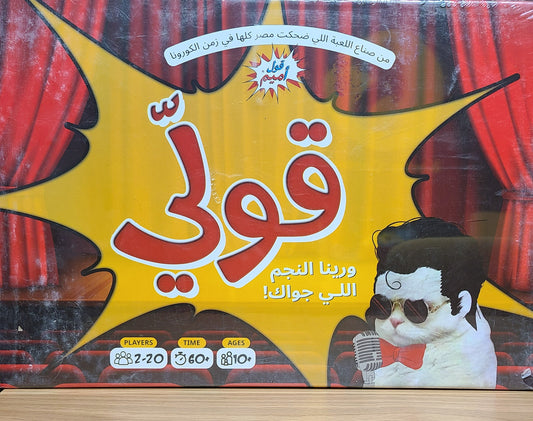 من صناع اللعبة اللي ضحكت مصر كلها في زمن الكورونا
قول
أميم
قولّي
ورينا النجم
اللي جواك!
PLAYERS TIME AGES
2-20 60+ 10+